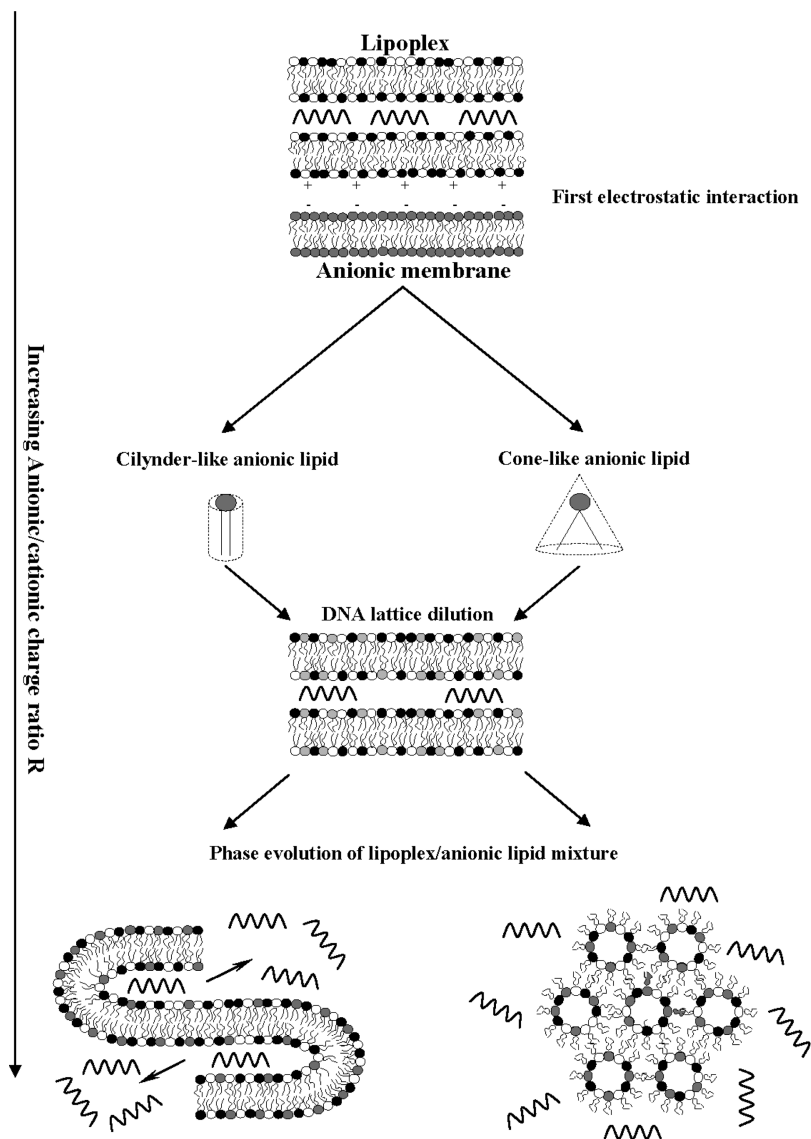 Lipoplex
+ + + + +
- - - - -
First electrostatic interaction
Anionic membrane
Increasing Anionic/cationic charge ratio R
Cilynder-like anionic lipid
Cone-like anionic lipid
DNA lattice dilution
Phase evolution of lipoplex/anionic lipid mixture